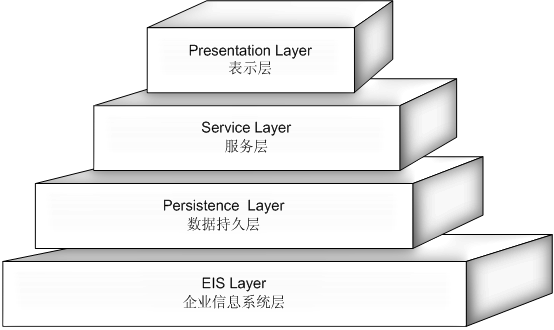 Presentation Layer
表示层
Service Layer
服务层
Persistence Layer
数据持久层
EIS Layer
企业信息系统层